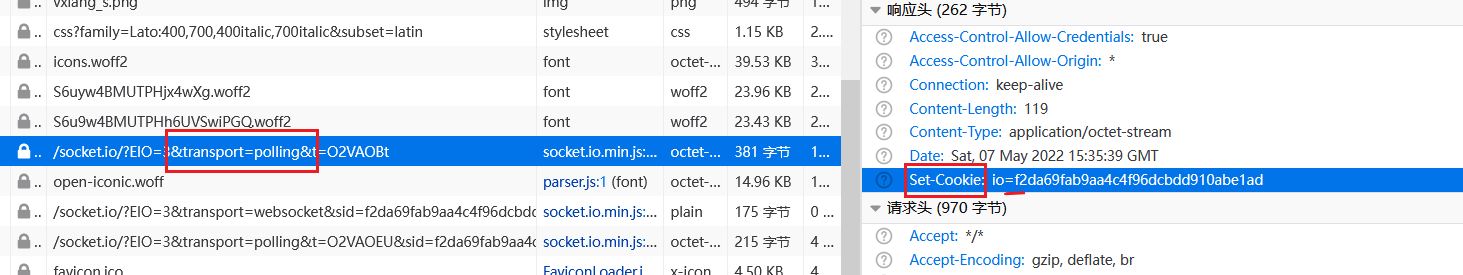 vxiang_s.png img png 494 字节 1...
css?family=Lato:400,700,400italic,700italic&subset=latin stylesheet css 1.15 KB 2...
icons.woff2 font octet-... 39.53 KB 3...
S6uyw4BMUTPHjx4wXg.woff2 font woff2 23.96 KB 2...
S6u9w4BMUTPHh6UVSwiPGQ.woff2 font woff2 23.43 KB 2...
/socket.io/?EIO=3&transport=polling&t=O2VAOBt socket.io.min.js:... octet-... 381 字节 1...
open-iconic.woff parser.js:1 (font) octet-... 14.96 KB 1...
/socket.io/?EIO=3&transport=websocket&sid=f2da69fab9aa4c4f96dcbdd socket.io.min.js:... plain 175 字节 0 ...
/socket.io/?EIO=3&transport=polling&t=O2VAOEU&sid=f2da69fab9aa4 socket.io.min.js:... octet-... 215 字节 4 ...
favicon.ico FaviconLoader.j x-icon 4.50 KB
响应头 (262 字节)
Access-Control-Allow-Credentials: true
Access-Control-Allow-Origin: *
Connection: keep-alive
Content-Length: 119
Content-Type: application/octet-stream
Date: Sat, 07 May 2022 15:35:39 GMT
Set-Cookie: io=f2da69fab9aa4c4f96dcbdd910abe1ad
请求头 (970 字节)
Accept: */*
Accept-Encoding: gzip, deflate, br